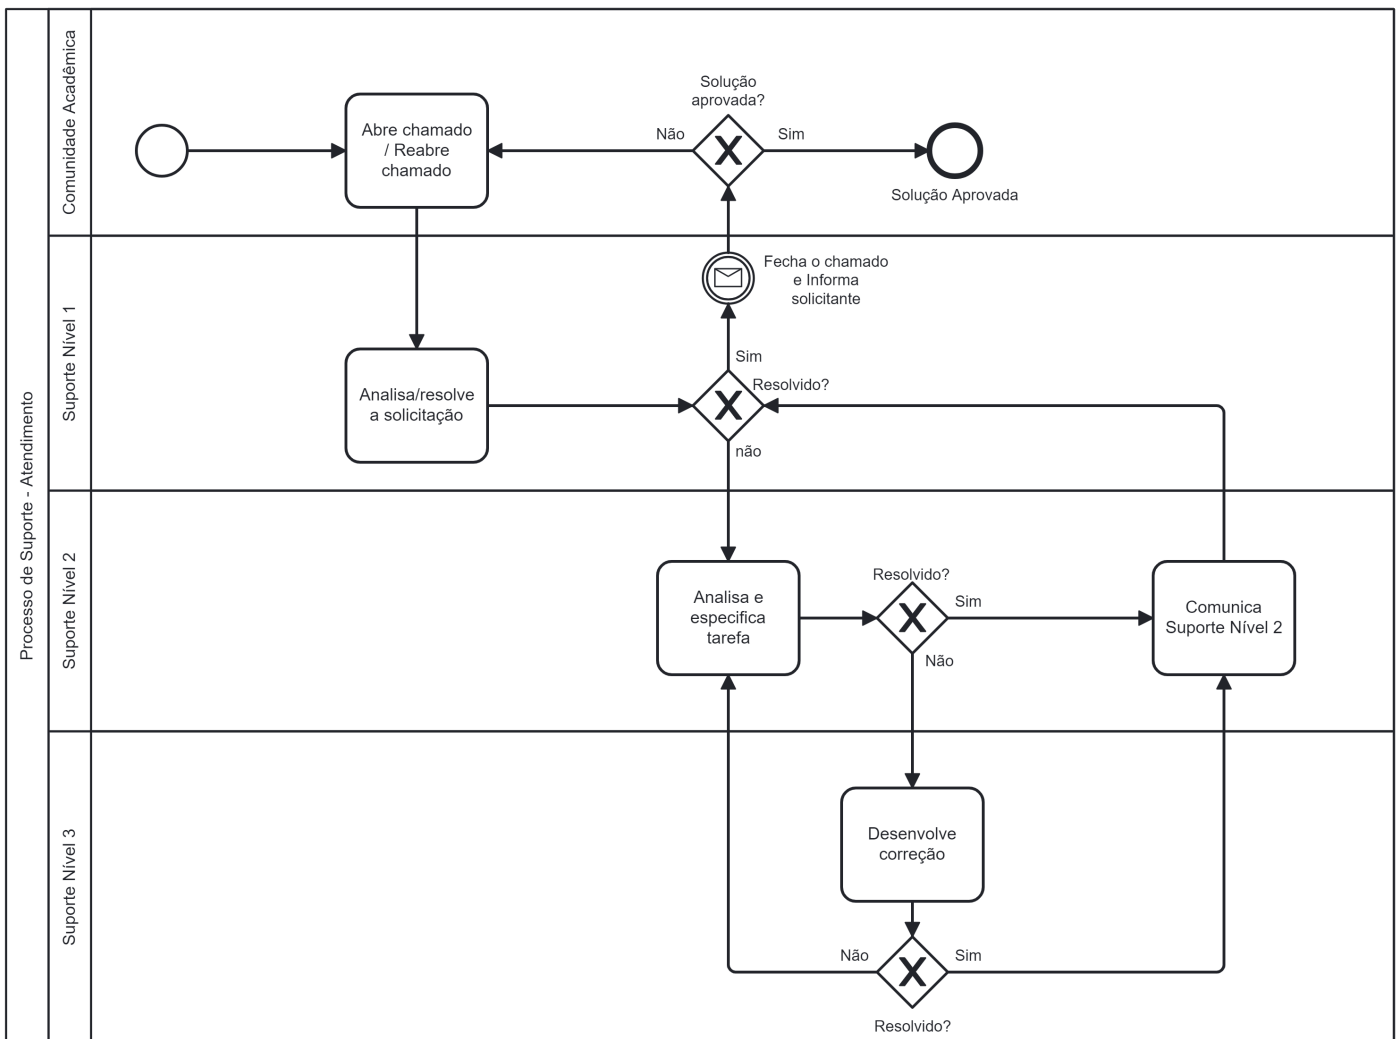 Processo de Suporte - Atendimento
Comunidade Acadêmica
Abre chamado
/ Reabre
chamado
Solução
aprovada?
Não
Sim
Solução Aprovada
Suporte Nível 1
Fecha o chamado
e Informa
solicitante
Sim
Resolvido?
Analisa/resolve
a solicitação
não
Suporte Nível 2
Analisa e
especifica
tarefa
Resolvido?
Sim
Não
Comunica
Suporte Nível 2
Suporte Nível 3
Desenvolve
correção
Não
Sim
Resolvido?